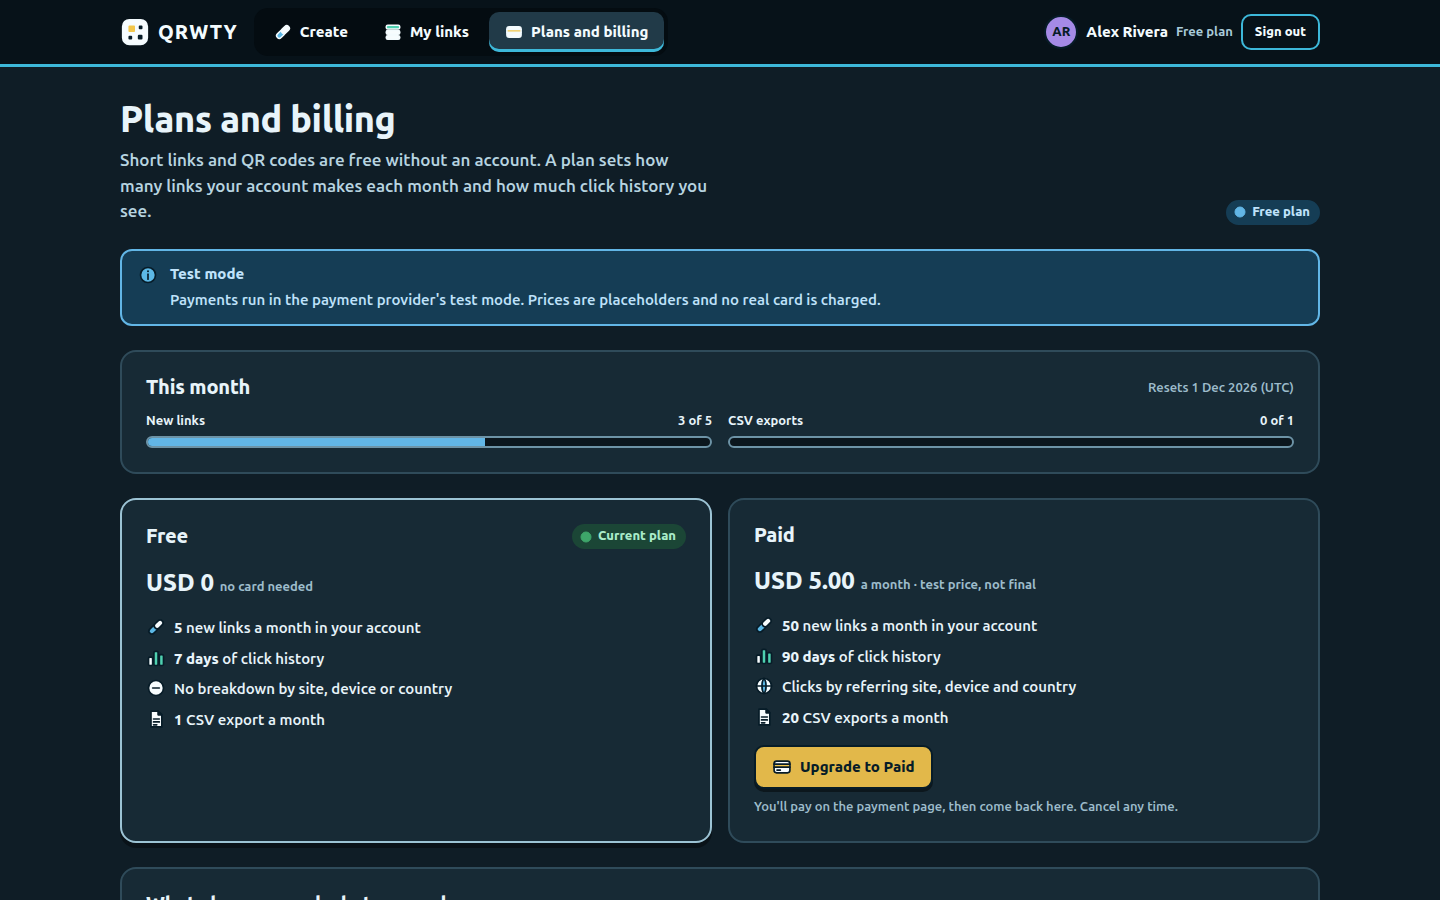 QRWTY
Create
My links
Plans and billing
AR
Alex Rivera
Free plan
Sign out
Plans and billing
Short links and QR codes are free without an account. A plan sets how
many links your account makes each month and how much click history you
see.
Free plan
Test mode
Payments run in the payment provider's test mode. Prices are placeholders and no real card is charged.
This month
Resets 1 Dec 2026 (UTC)
New links
3 of 5
CSV exports
0 of 1
Free
Current plan
USD 0 no card needed
5 new links a month in your account
7 days of click history
No breakdown by site, device or country
1 CSV export a month
Paid
USD 5.00 a month · test price, not final
50 new links a month in your account
90 days of click history
Clicks by referring site, device and country
20 CSV exports a month
Upgrade to Paid
You'll pay on the payment page, then come back here. Cancel any time.